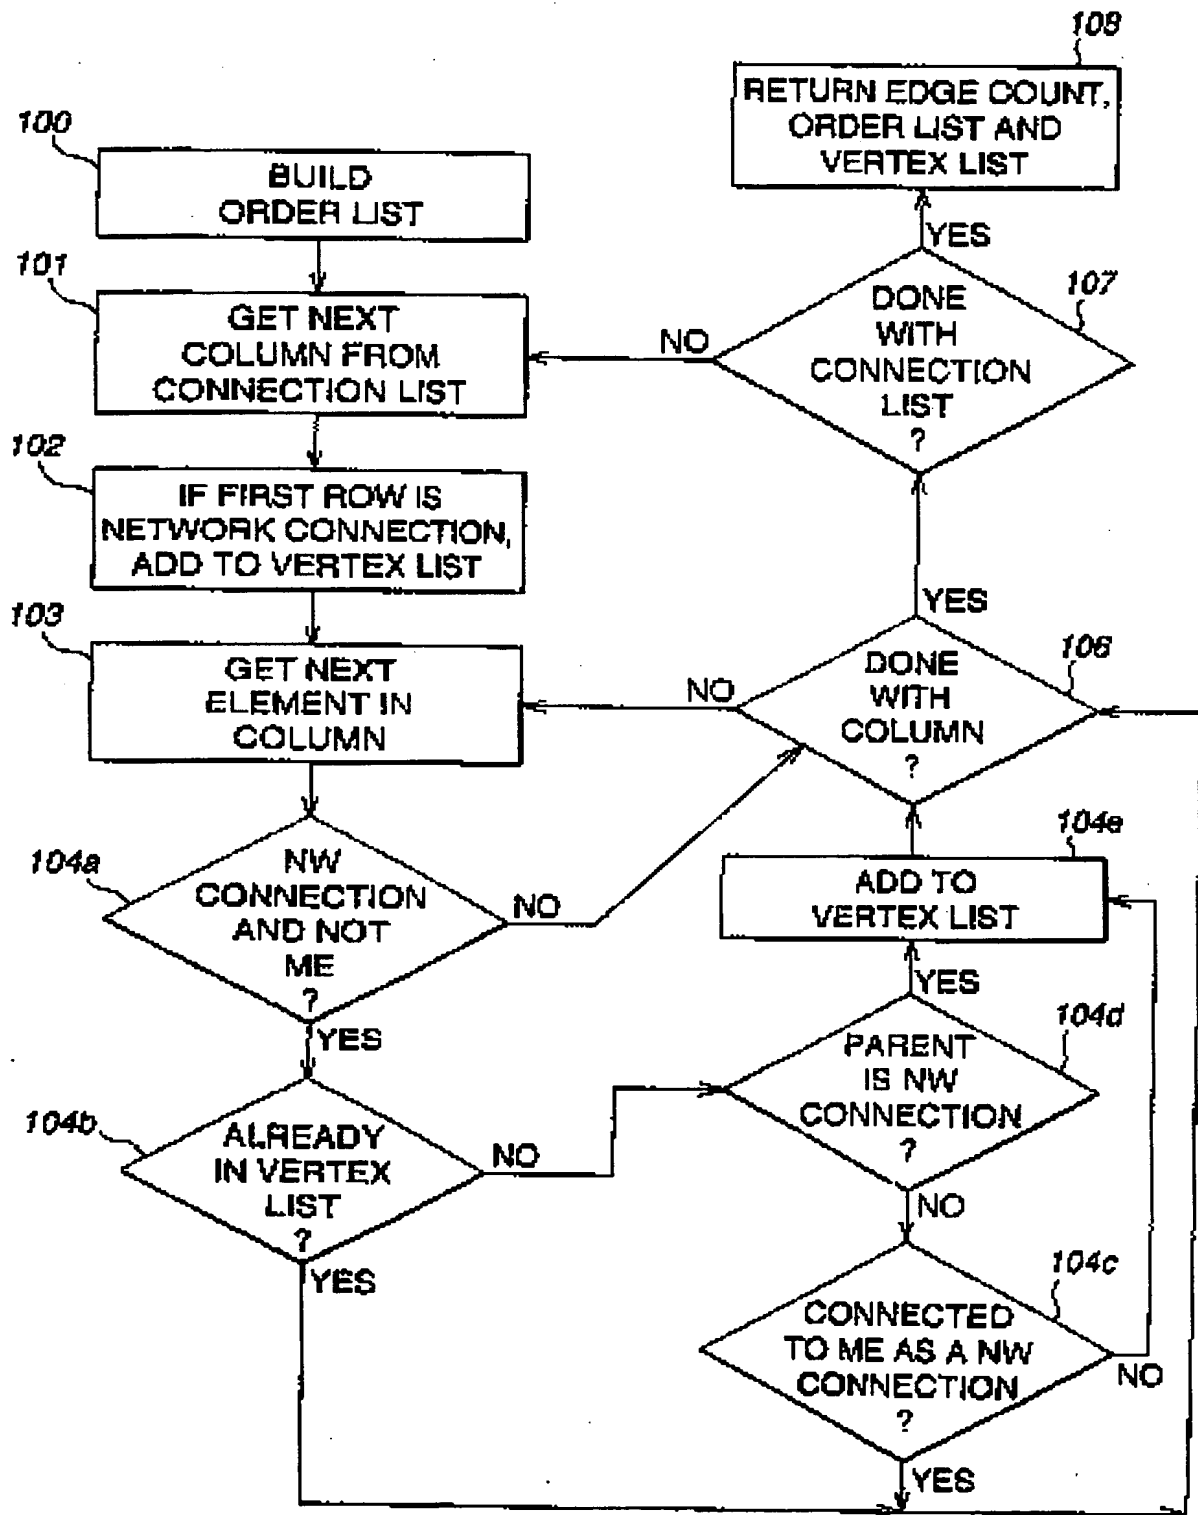 100
BUILD
ORDER LIST
101
GET NEXT
COLUMN FROM
CONNECTION LIST
102
IF FIRST ROW IS
NETWORK CONNECTION,
ADD TO VERTEX LIST
103
GET NEXT
ELEMENT IN
COLUMN
104a
NW
CONNECTION
AND NOT
ME
?
NO
YES
104b
ALREADY
IN VERTEX
LIST
?
NO
YES
108
RETURN EDGE COUNT,
ORDER LIST AND
VERTEX LIST
YES
107
DONE
WITH
CONNECTION
LIST
?
NO
YES
106
DONE
WITH
COLUMN
?
NO
104e
ADD TO
VERTEX LIST
YES
104d
PARENT
IS NW
CONNECTION
?
NO
104c
CONNECTED
TO ME AS A NW
CONNECTION
?
NO
YES